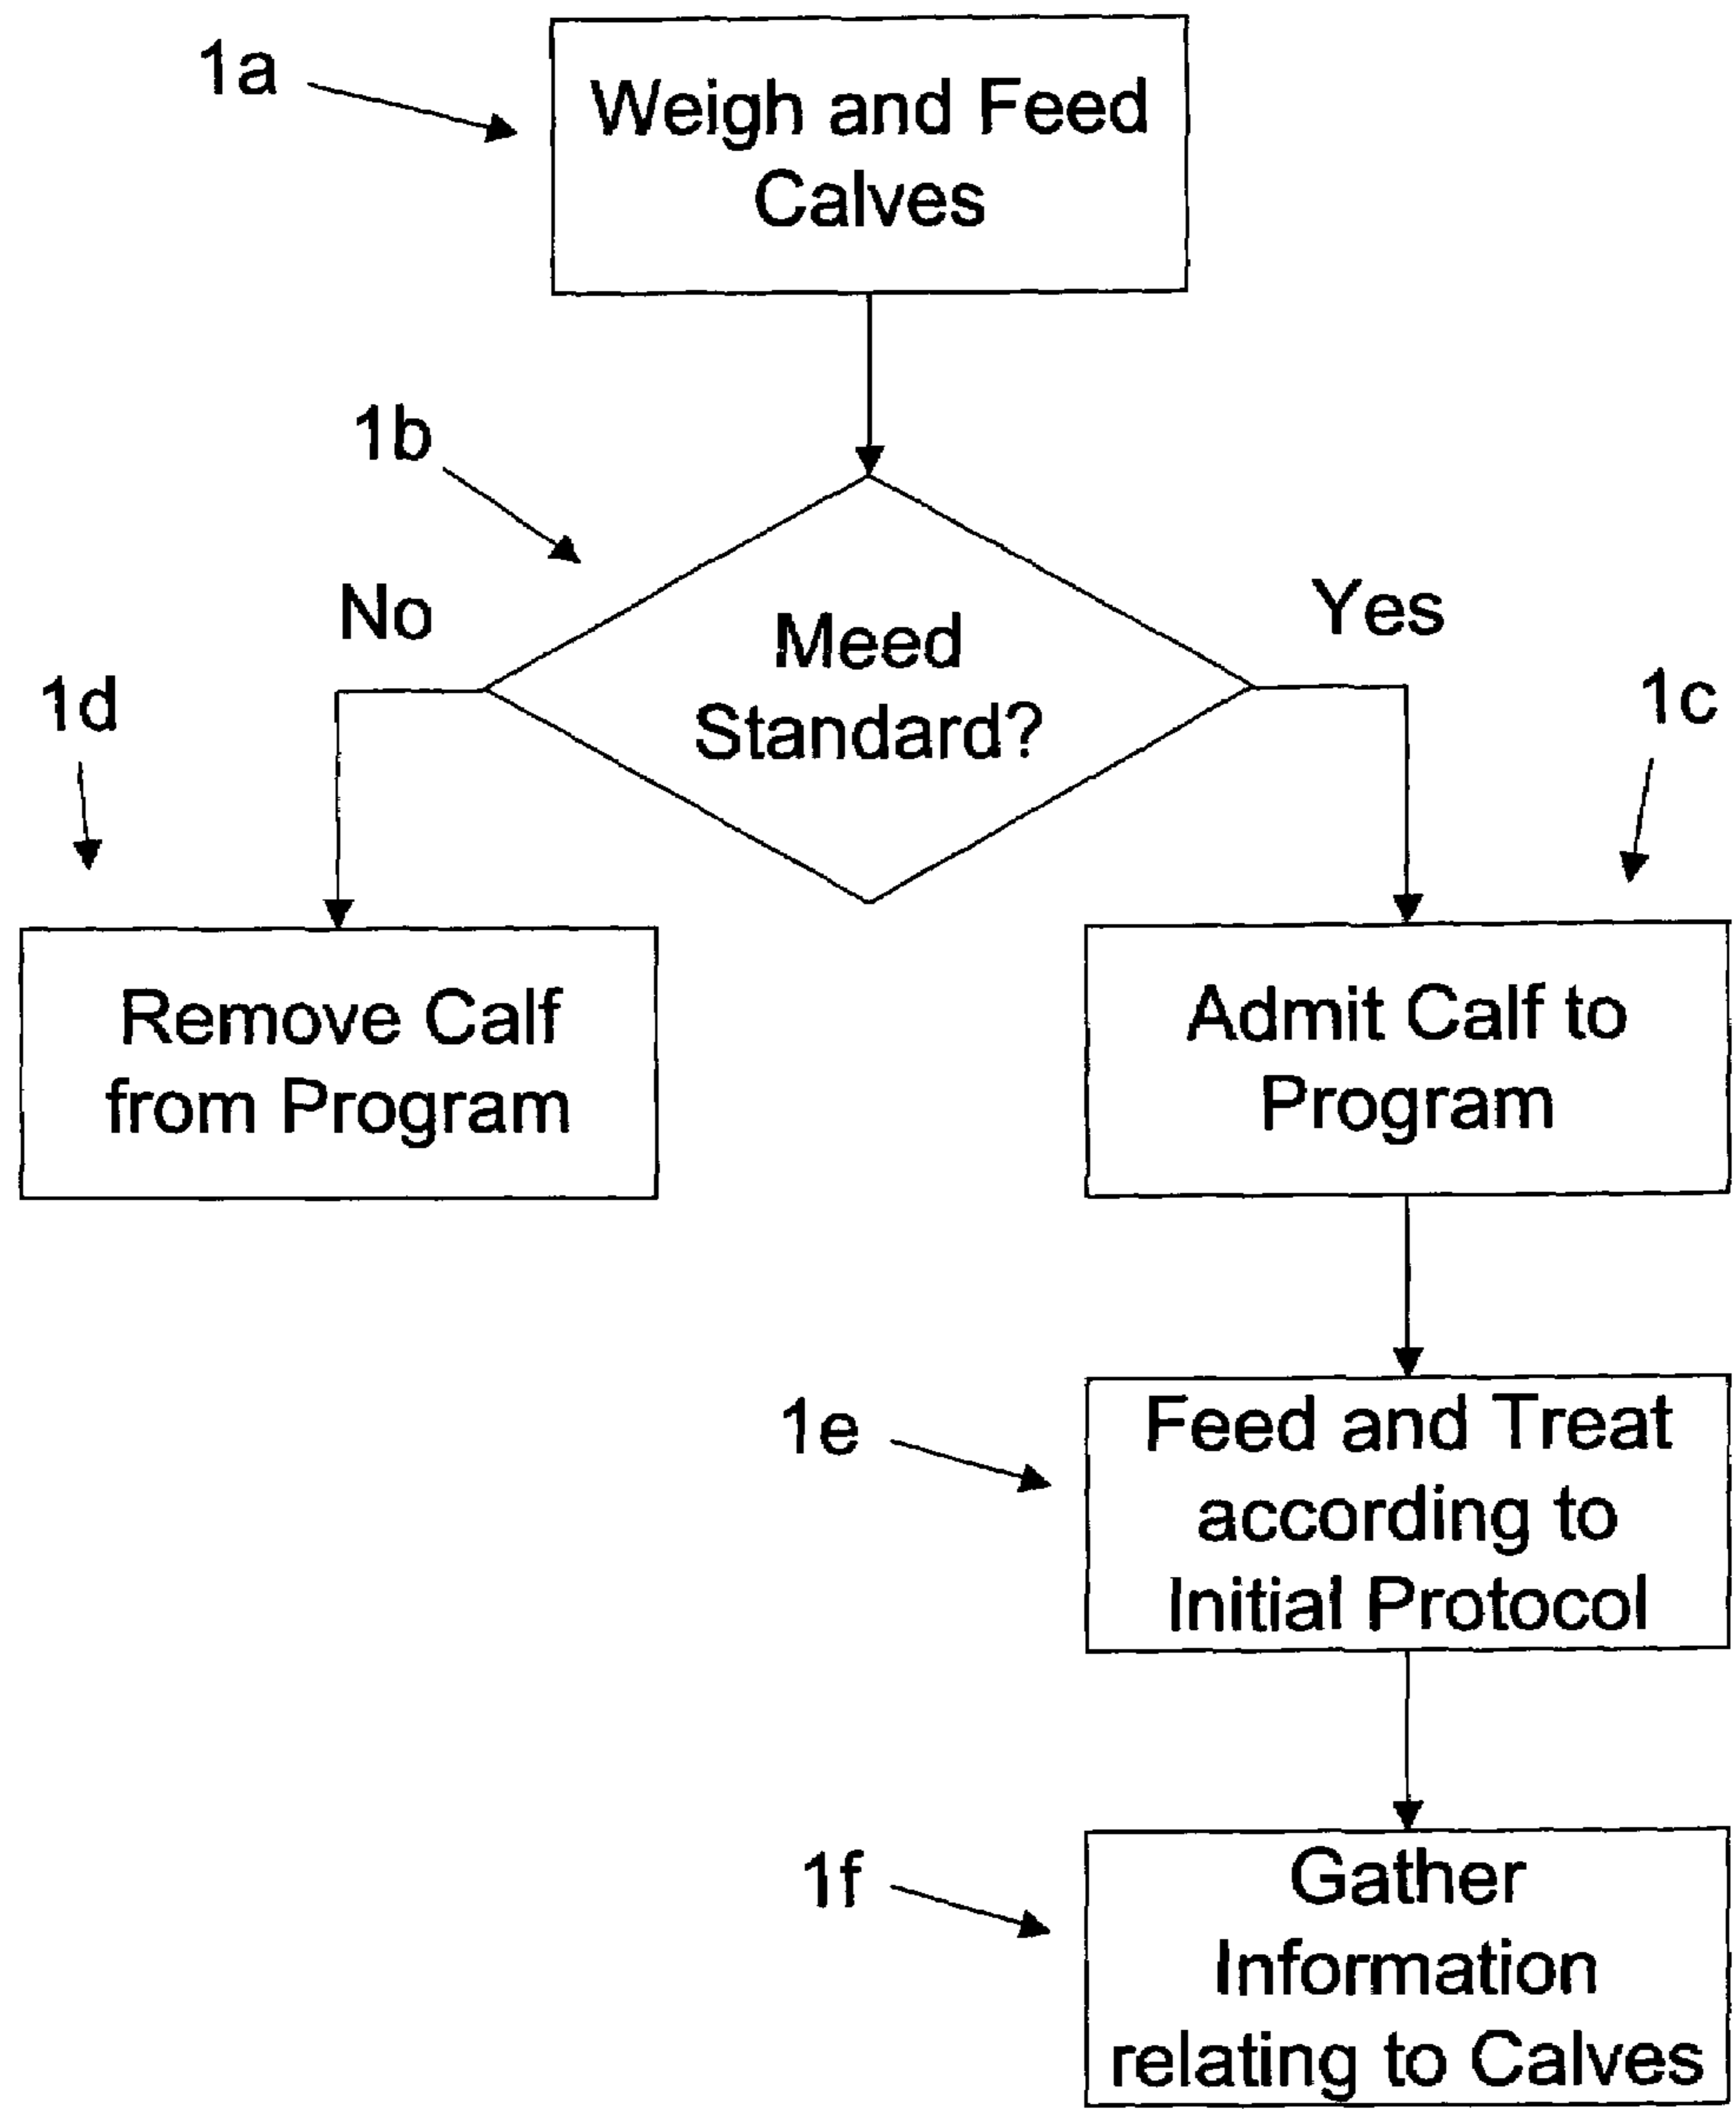 1a
Weigh and Feed
Calves
1b
No
Meed
Standard?
Yes
1d
1c
Remove Calf
from Program
Admit Calf to
Program
1e
Feed and Treat
according to
Initial Protocol
1f
Gather
Information
relating to Calves